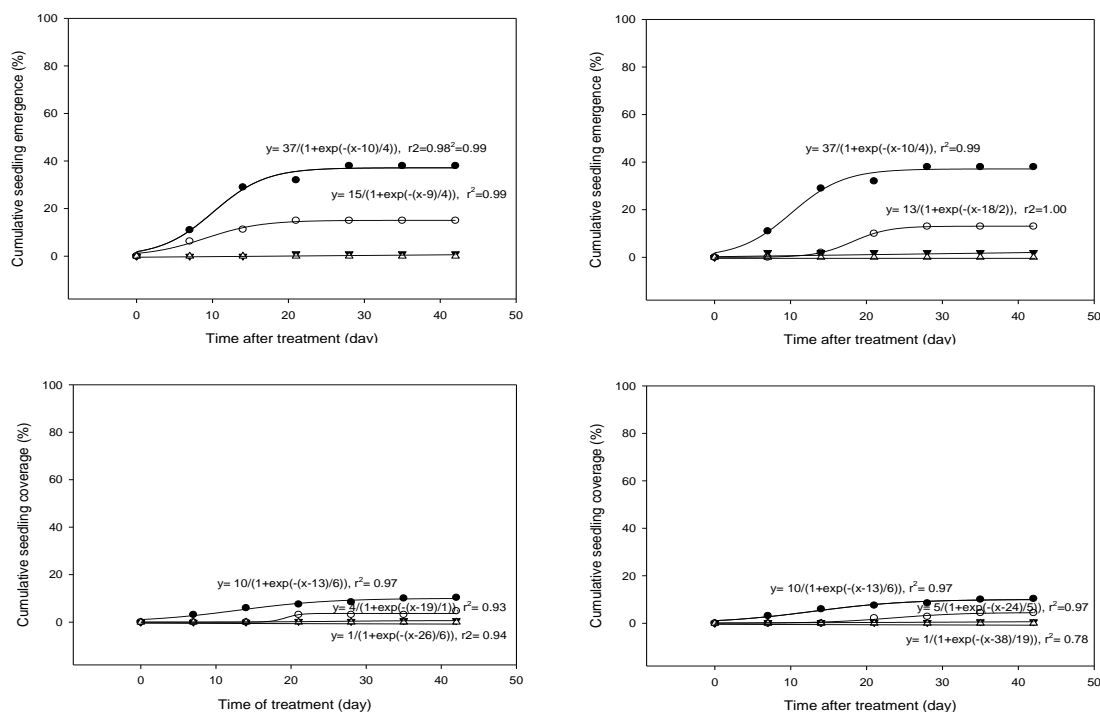 100
80
60
40
20
0
Cumulative seedling emergence (%)
y= 37/(1+exp(-(x-10)/4)), r2=0.98²=0.99
y= 15/(1+exp(-(x-9)/4)), r²=0.99
0 10 20 30 40 50
Time after treatment (day)
100
80
60
40
20
0
Cumulative seedling emergence (%)
y= 37/(1+exp(-(x-10/4)), r²=0.99
y= 13/(1+exp(-(x-18/2)), r2=1.00
0 10 20 30 40 50
Time after treatment (day)
100
80
60
40
20
0
Cumulative seedling coverage (%)
y= 10/(1+exp(-(x-13)/6)), r²= 0.97
y= 4/(1+exp(-(x-19)/1)), r²= 0.93
y= 1/(1+exp(-(x-26)/6)), r2= 0.94
0 10 20 30 40 50
Time of treatment (day)
100
80
60
40
20
0
Cumulative seedling coverage (%)
y= 10/(1+exp(-(x-13)/6)), r²= 0.97
y= 5/(1+exp(-(x-24)/5)), r²=0.97
y= 1/(1+exp(-(x-38)/19)), r²= 0.78
0 10 20 30 40 50
Time after treatment (day)